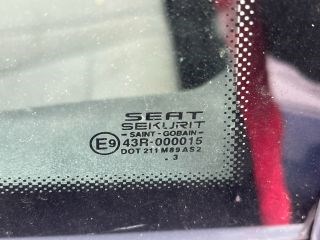 SEAT
SEKURIT
- SAINT - GOBAIN -
E9 43R-000015
DOT 211 M89 AS2
. 3